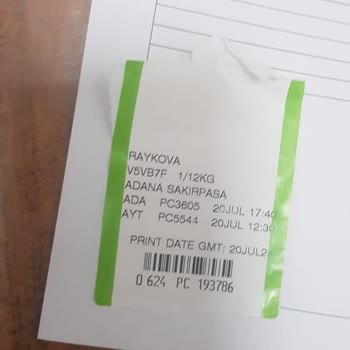 RAYKOVA
V5VB7F 1/12KG
ADANA SAKIRPASA
ADA PC3605 20JUL 17:40
AYT PC5544 20JUL 12:30
PRINT DATE GMT: 20JUL2
0 624 PC 193786